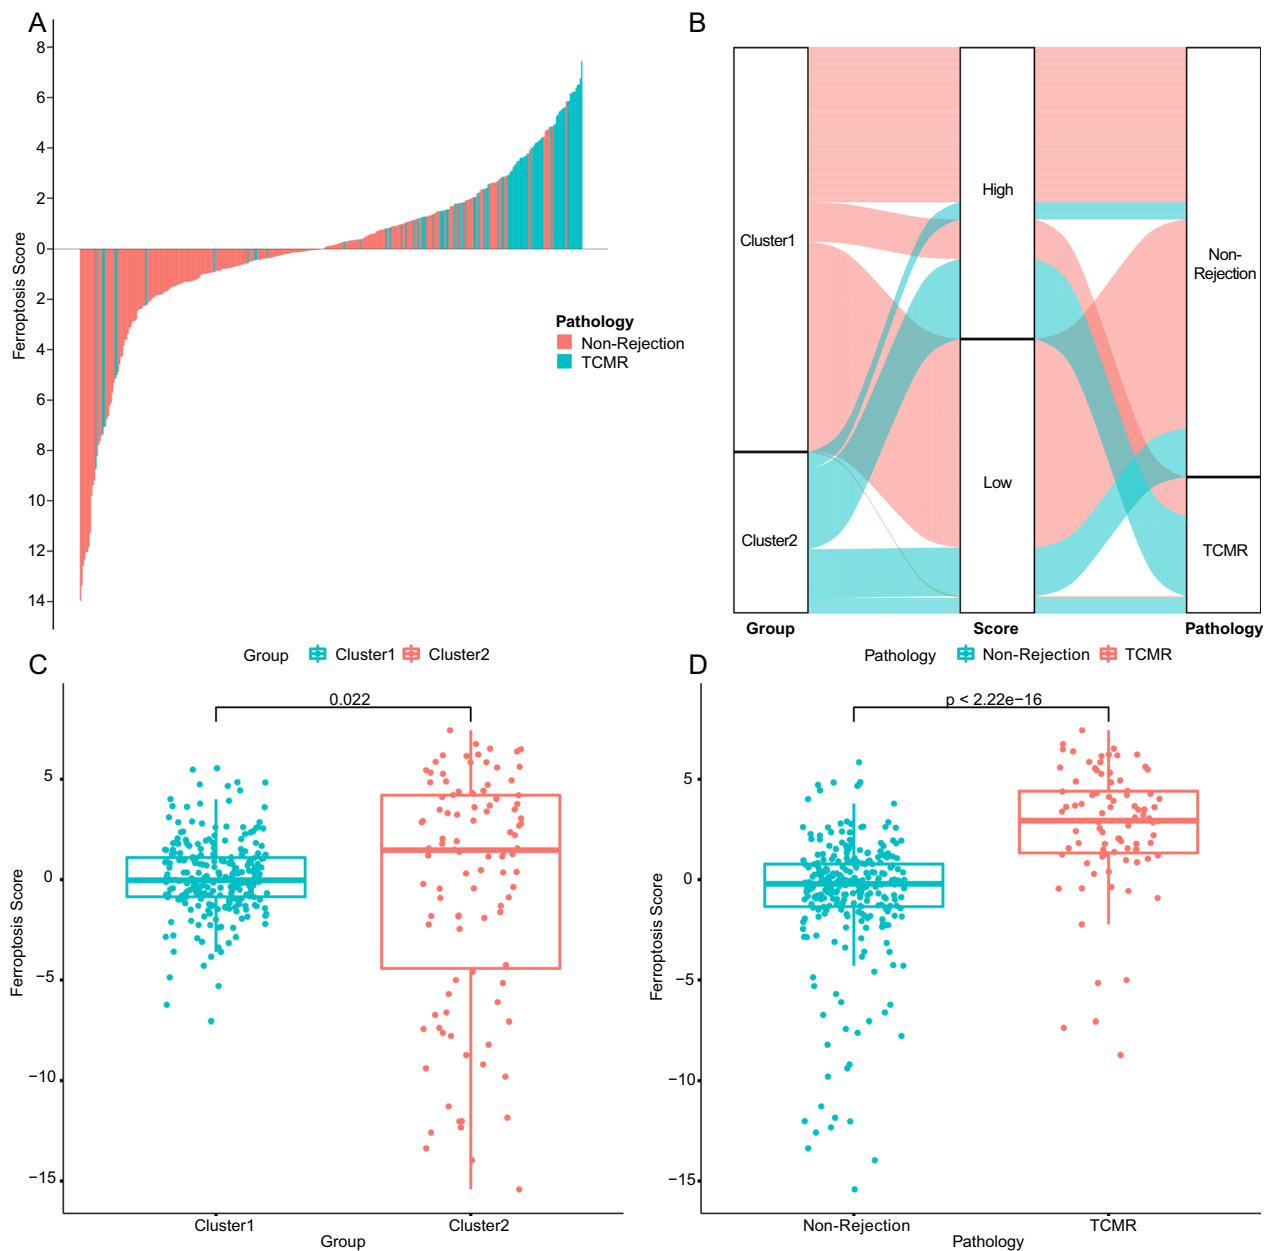 A
8
6
4
2
0
2
4
6
8
10
12
14
Ferroptosis Score
Pathology
Non-Rejection
TCMR
B
Cluster1
Cluster2
High
Low
Non-
Rejection
TCMR
Group
Score
Pathology
C
Group Cluster1 Cluster2
0.022
5
0
−5
−10
−15
Ferroptosis Score
Cluster1 Cluster2
Group
D
Pathology Non-Rejection TCMR
p < 2.22e−16
5
0
−5
−10
−15
Ferroptosis Score
Non-Rejection TCMR
Pathology